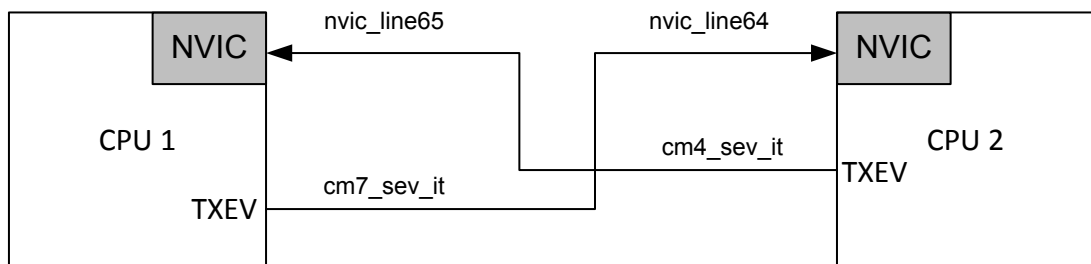 nvic_line65
nvic_line64
NVIC
NVIC
CPU 1
CPU 2
cm4_sev_it
TXEV
cm7_sev_it
TXEV